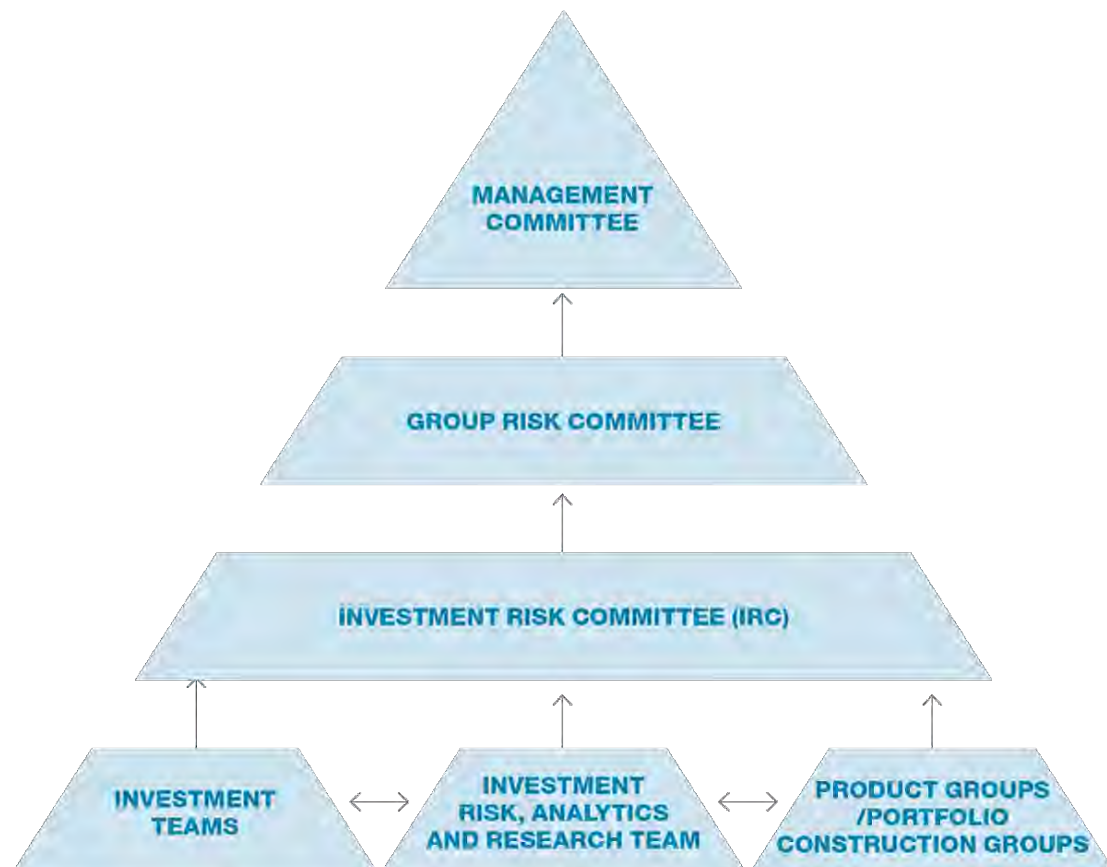 MANAGEMENT
COMMITTEE
GROUP RISK COMMITTEE
INVESTMENT RISK COMMITTEE (IRC)
INVESTMENT
TEAMS
INVESTMENT
RISK, ANALYTICS
AND RESEARCH TEAM
PRODUCT GROUPS
/PORTFOLIO
CONSTRUCTION GROUPS